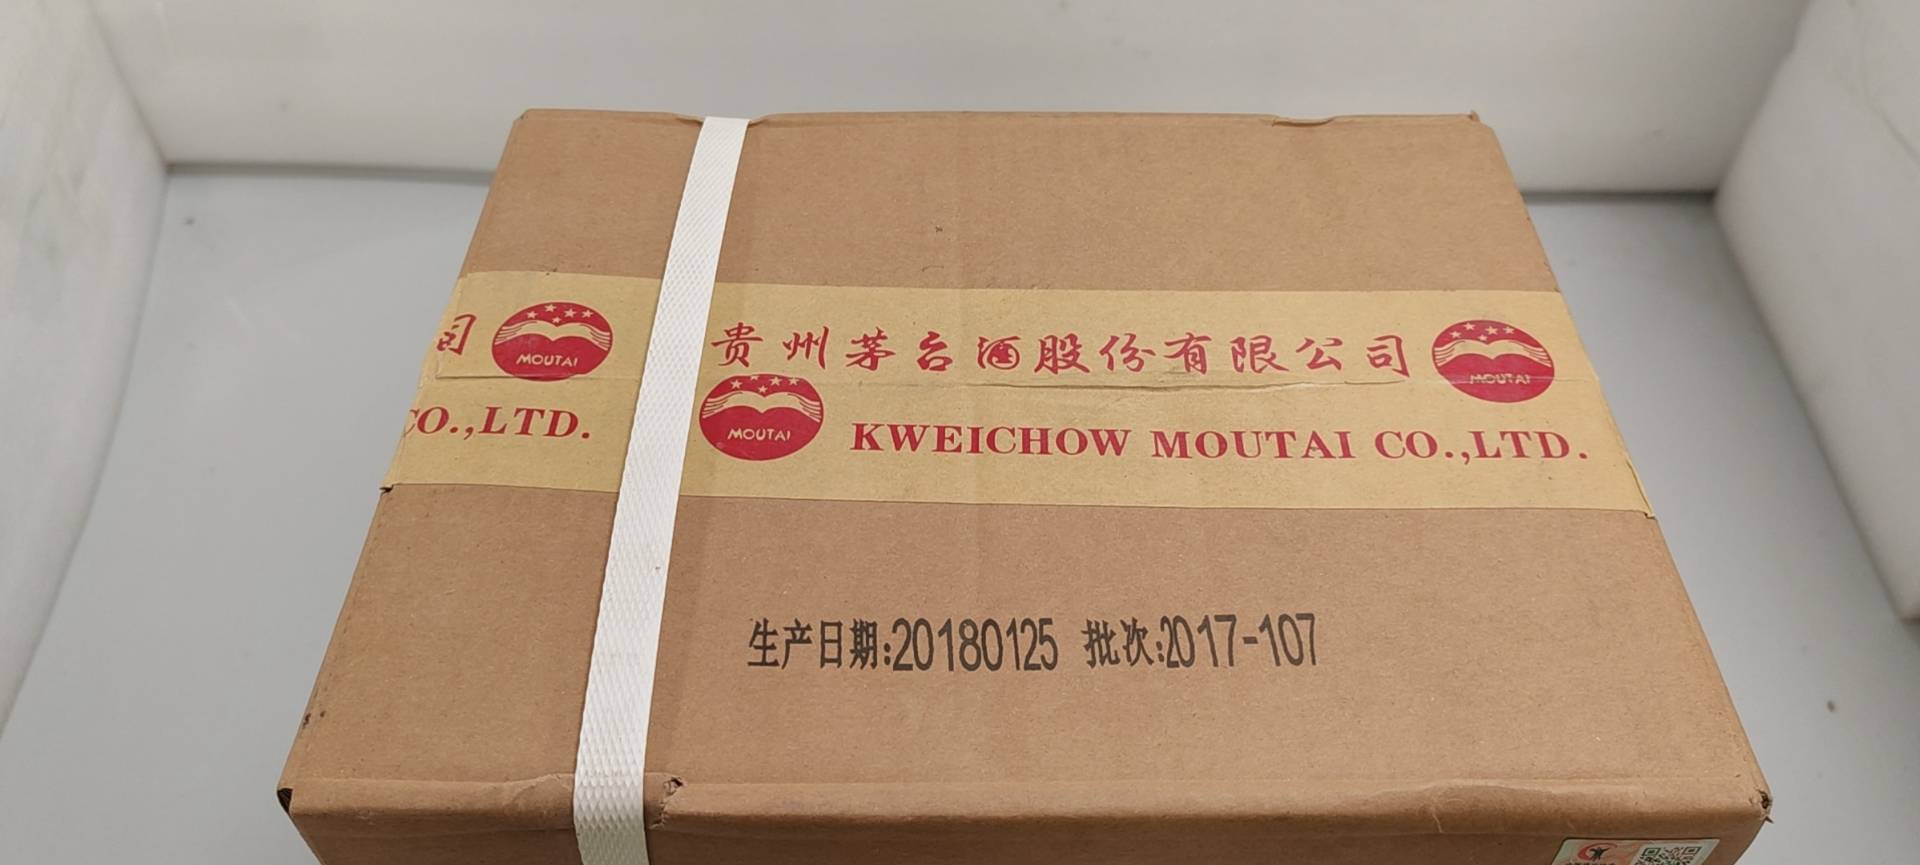 司 MOUTAI 贵州茅台酒股份有限公司 MOUTAI
CO.,LTD. MOUTAI KWEICHOW MOUTAI CO.,LTD.
生产日期:20180125 批次:2017-107